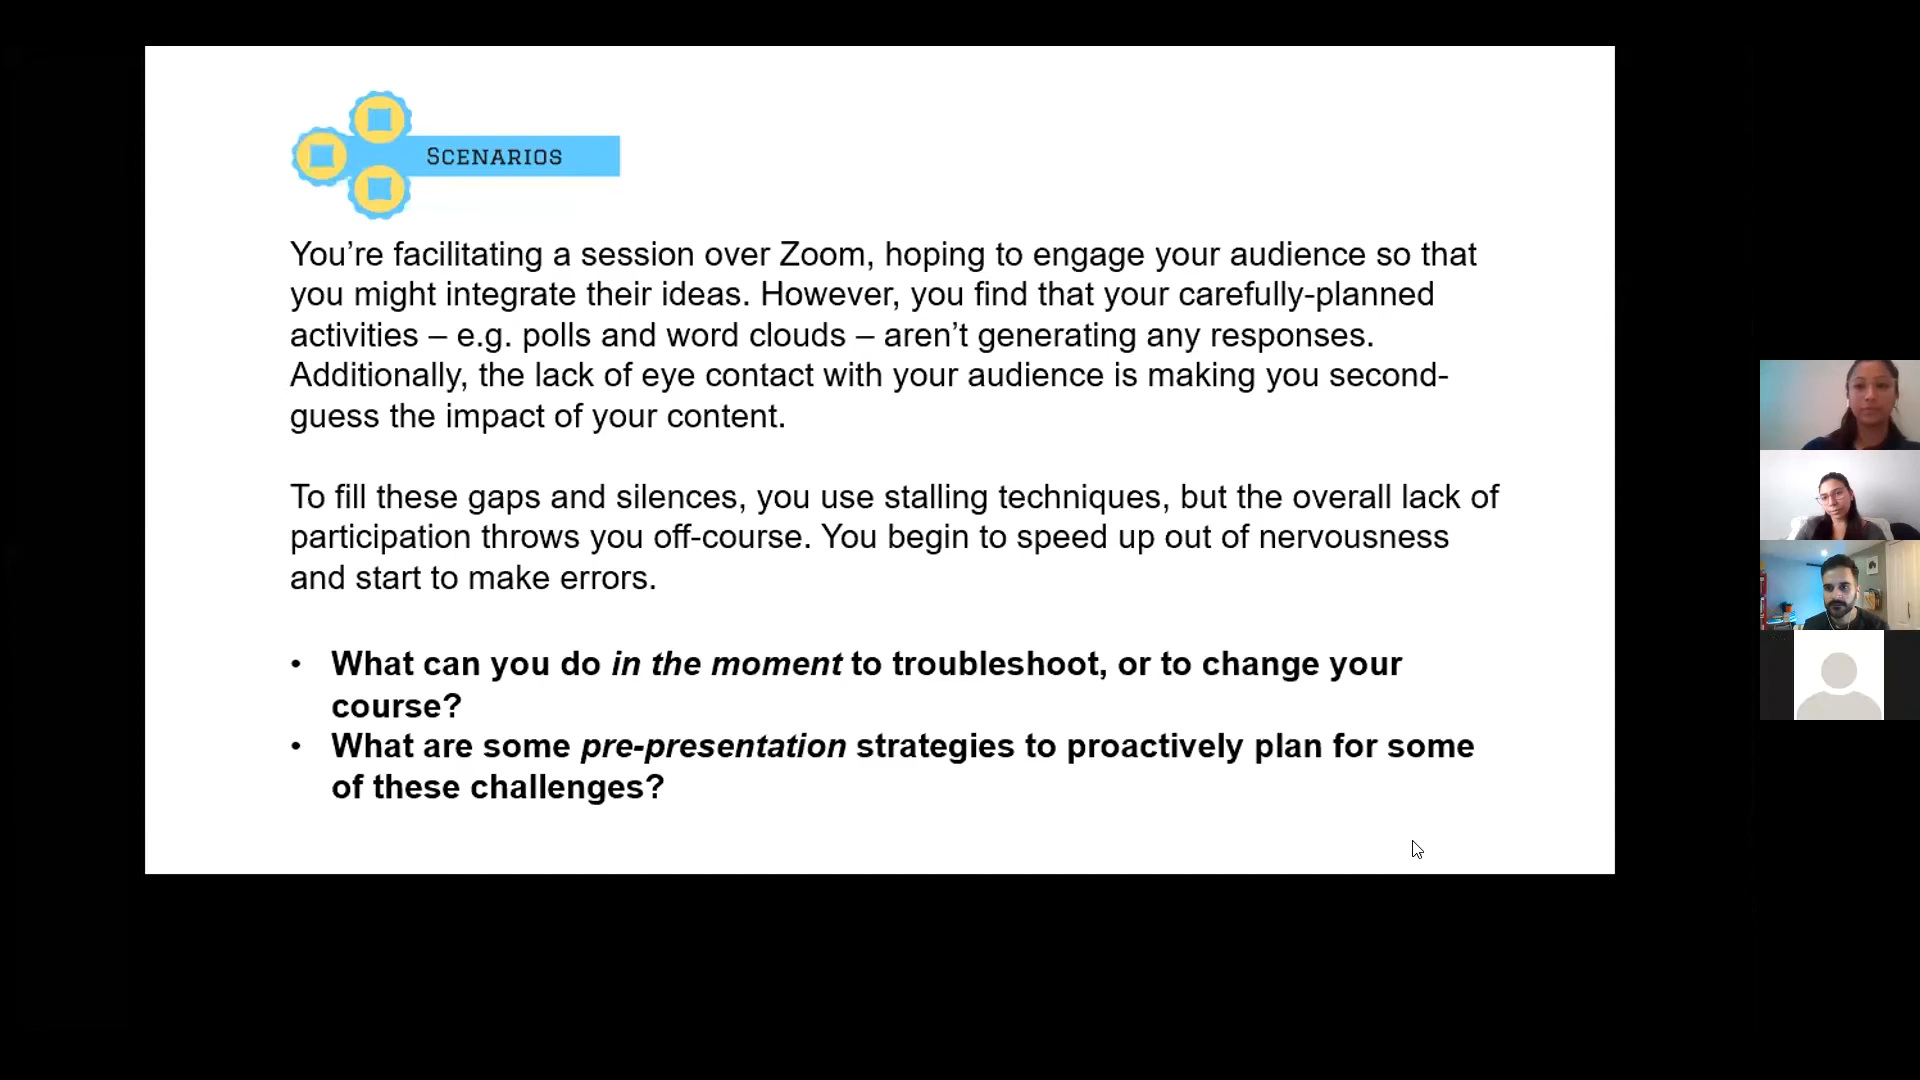 SCENARIOS
You’re facilitating a session over Zoom, hoping to engage your audience so that
you might integrate their ideas. However, you find that your carefully-planned
activities – e.g. polls and word clouds – aren’t generating any responses.
Additionally, the lack of eye contact with your audience is making you second-
guess the impact of your content.
To fill these gaps and silences, you use stalling techniques, but the overall lack of
participation throws you off-course. You begin to speed up out of nervousness
and start to make errors.
• What can you do in the moment to troubleshoot, or to change your
course?
• What are some pre-presentation strategies to proactively plan for some
of these challenges?